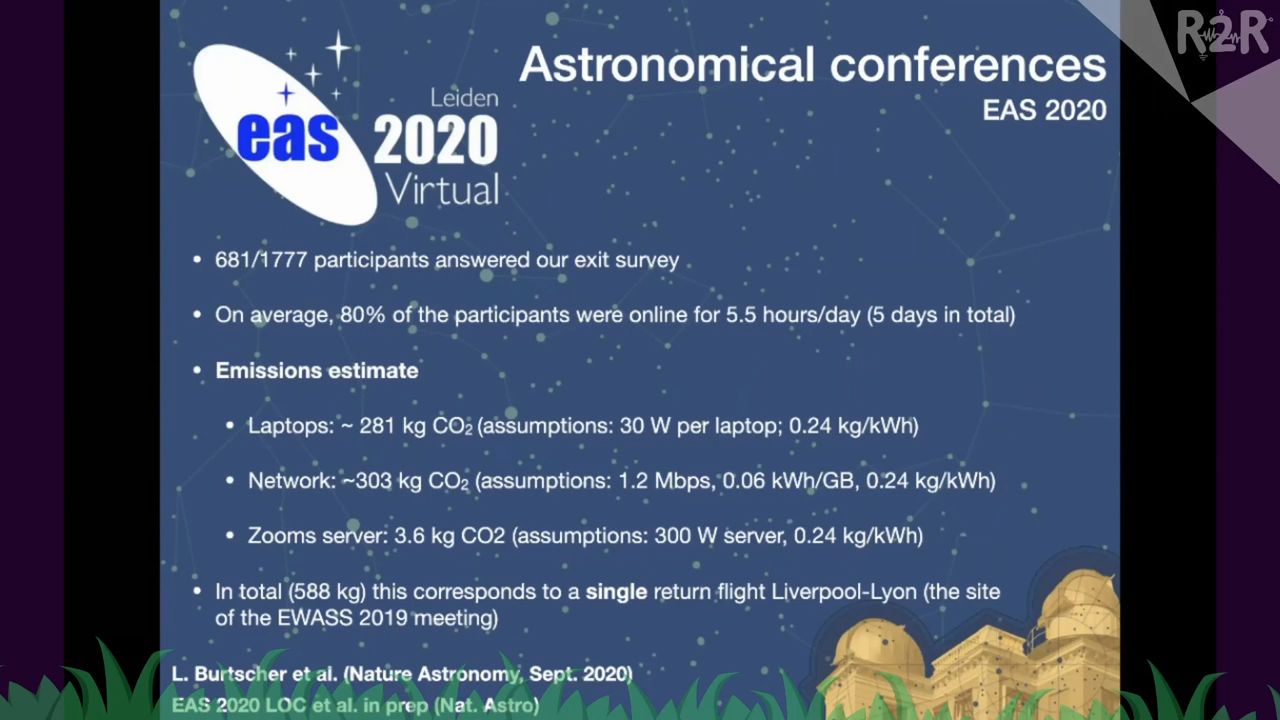 R2R
Astronomical conferences
EAS 2020
eas
Leiden
2020
Virtual
• 681/1777 participants answered our exit survey
• On average, 80% of the participants were online for 5.5 hours/day (5 days in total)
• Emissions estimate
• Laptops: ~ 281 kg CO₂ (assumptions: 30 W per laptop; 0.24 kg/kWh)
• Network: ~303 kg CO₂ (assumptions: 1.2 Mbps, 0.06 kWh/GB, 0.24 kg/kWh)
• Zooms server: 3.6 kg CO2 (assumptions: 300 W server, 0.24 kg/kWh)
• In total (588 kg) this corresponds to a single return flight Liverpool-Lyon (the site
of the EWASS 2019 meeting)
L. Burtscher et al. (Nature Astronomy, Sept. 2020)
EAS 2020 LOC et al. in prep (Nat. Astro)